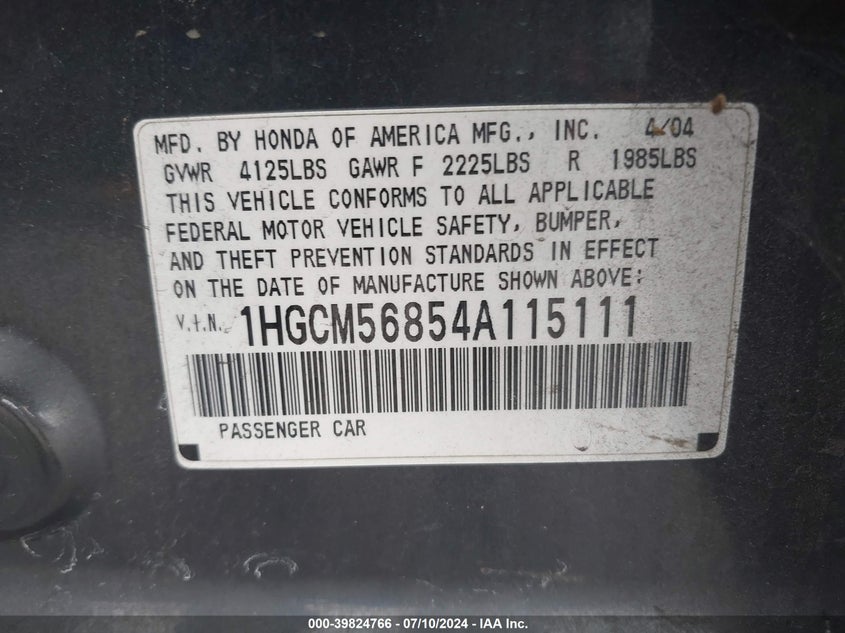 MFD. BY HONDA OF AMERICA MFG., INC. 4/04
GVWR 4125LBS GAWR F 2225LBS R 1985LBS
THIS VEHICLE CONFORMS TO ALL APPLICABLE
FEDERAL MOTOR VEHICLE SAFETY, BUMPER,
AND THEFT PREVENTION STANDARDS IN EFFECT
ON THE DATE OF MANUFACTURE SHOWN ABOVE:
V.I.N. 1HGCM56854A115111
PASSENGER CAR
000-39824766 - 07/10/2024 - IAA Inc.